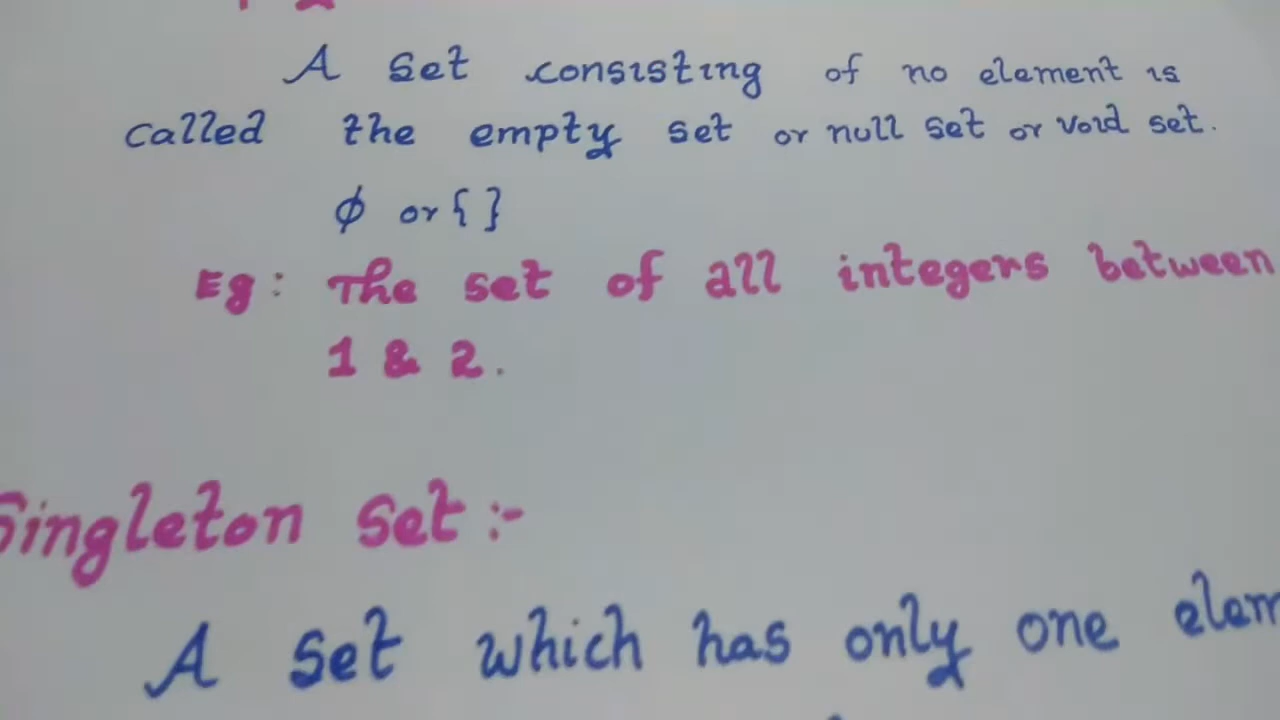 A set consisting of no element is
called the empty set or null set or void set.
ϕ or { }
Eg: The set of all integers between
1 & 2.
Singleton set :-
A set which has only one